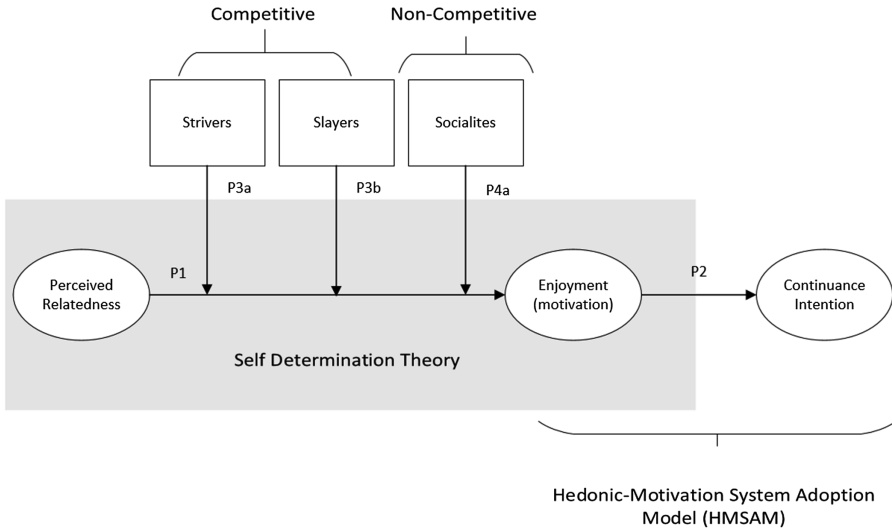 Competitive
Non-Competitive
Strivers
Slayers
Socialites
P3a
P3b
P4a
P1
P2
Perceived
Relatedness
Enjoyment
(motivation)
Continuance
Intention
Self Determination Theory
Hedonic-Motivation System Adoption
Model (HMSAM)